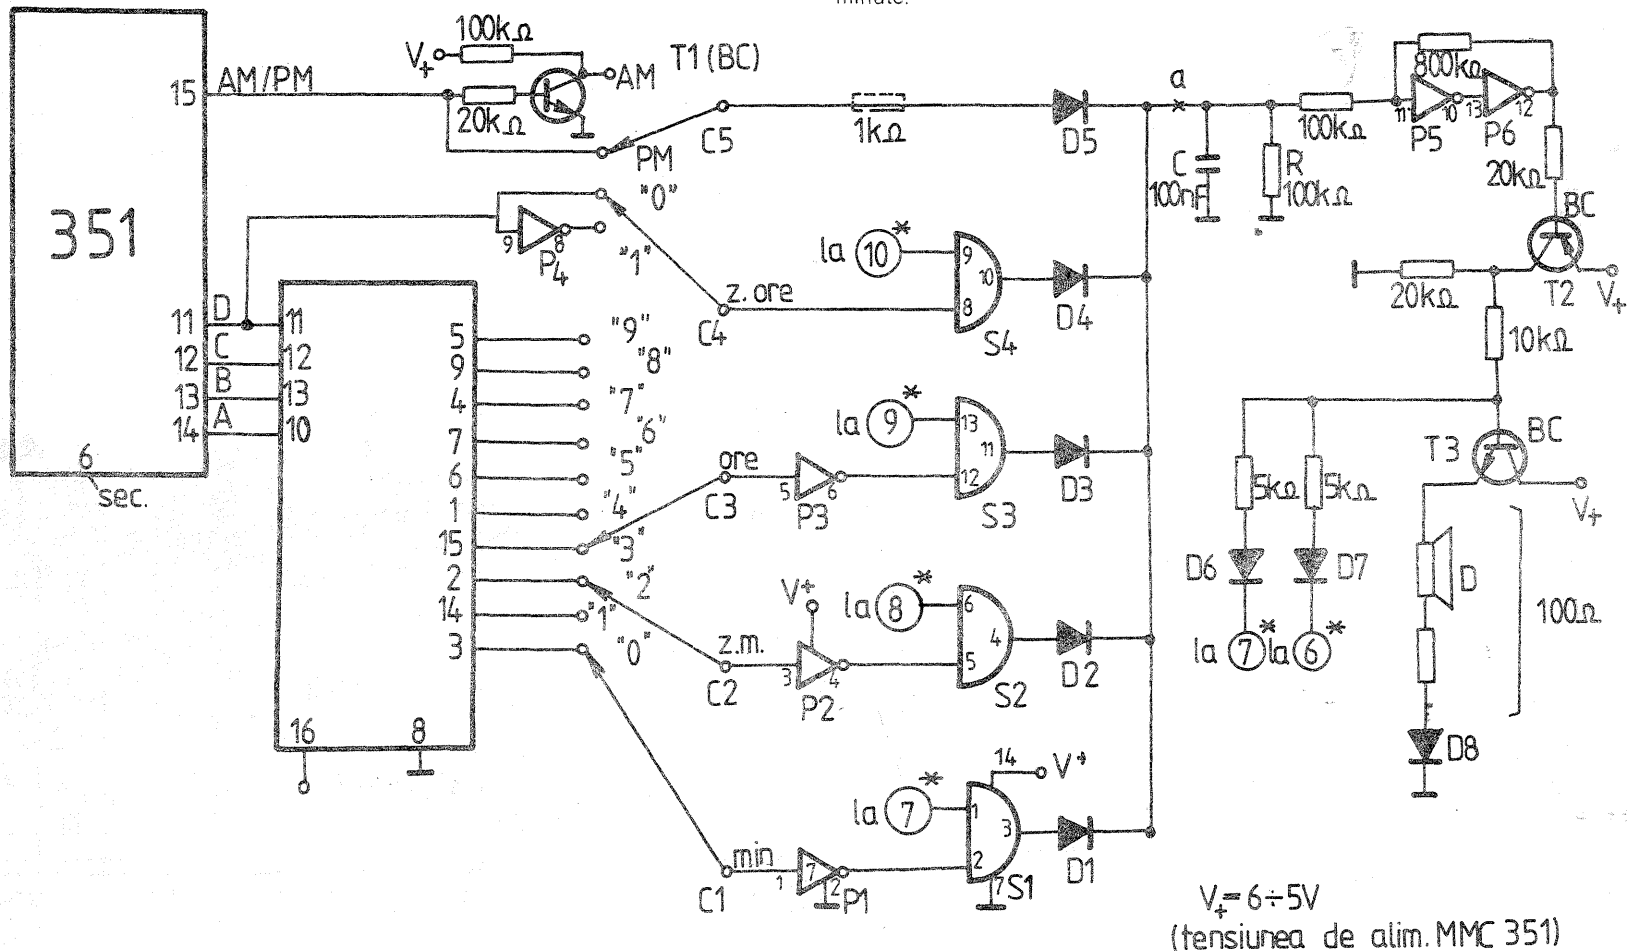 minute.
100kΩ
V+
AM
T1 (BC)
20kΩ
15
AM/PM
PM
C5
1kΩ
D5
a
C
100nF
R
100kΩ
100kΩ
800kΩ
11
P5
10
13
P6
12
20kΩ
BC
T2
V+
20kΩ
10kΩ
351
"0"
9
8
P4
"1"
z. ore
C4
la 10 *
9
8
10
S4
D4
11 D 11
12 C 12
13 B 13
14 A 10
6
sec.
5 "9"
9 "8"
4 "7"
7 "6"
6 "5"
1 "4"
15 "3"
2 "2"
14 "1"
3 "0"
16
8
ore
C3
5
6
P3
la 9 *
13
12
11
S3
D3
z.m.
C2
V+
3
4
P2
la 8 *
6
5
4
S2
D2
min
C1
1
7
2
P1
la 7 *
14
V+
1
2
3
7
S1
D1
T3
BC
V+
5kΩ
5kΩ
D6
D7
la 7 *
la 6 *
D
100Ω
D8
V+= 6÷5V
(tensiunea de alim. MMC 351)